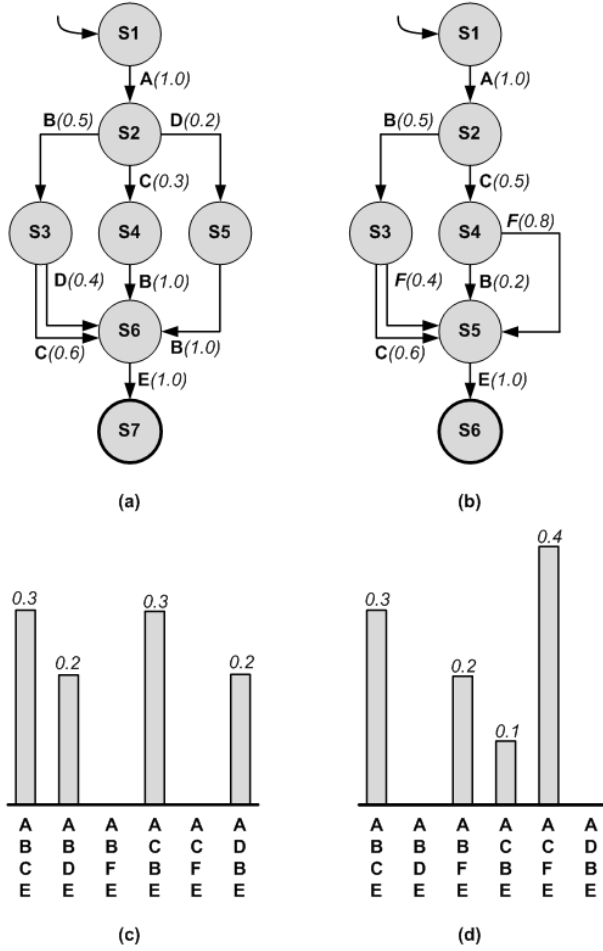 S1
A(1.0)
B(0.5)
S2
D(0.2)
C(0.3)
S3
S4
S5
D(0.4)
B(1.0)
C(0.6)
S6
B(1.0)
E(1.0)
S7
(a)
S1
A(1.0)
B(0.5)
S2
C(0.5)
S3
S4
F(0.8)
F(0.4)
B(0.2)
C(0.6)
S5
E(1.0)
S6
(b)
0.3
0.2
0.3
0.2
A A A A A A
B B B C C D
C D F B F B
E E E E E E
(c)
0.3
0.2
0.1
0.4
A A A A A A
B B B C C D
C D F B F B
E E E E E E
(d)